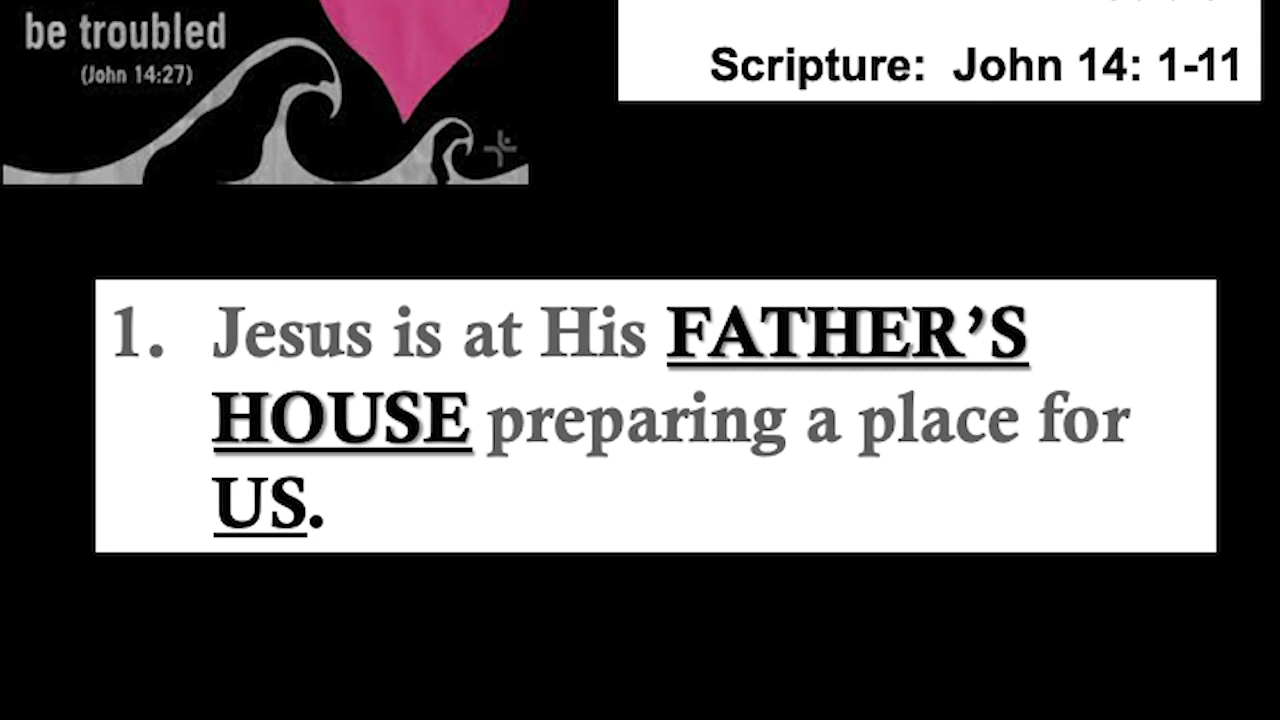 be troubled
(John 14:27)
Scripture: John 14: 1-11
1. Jesus is at His FATHER’S
HOUSE preparing a place for
US.